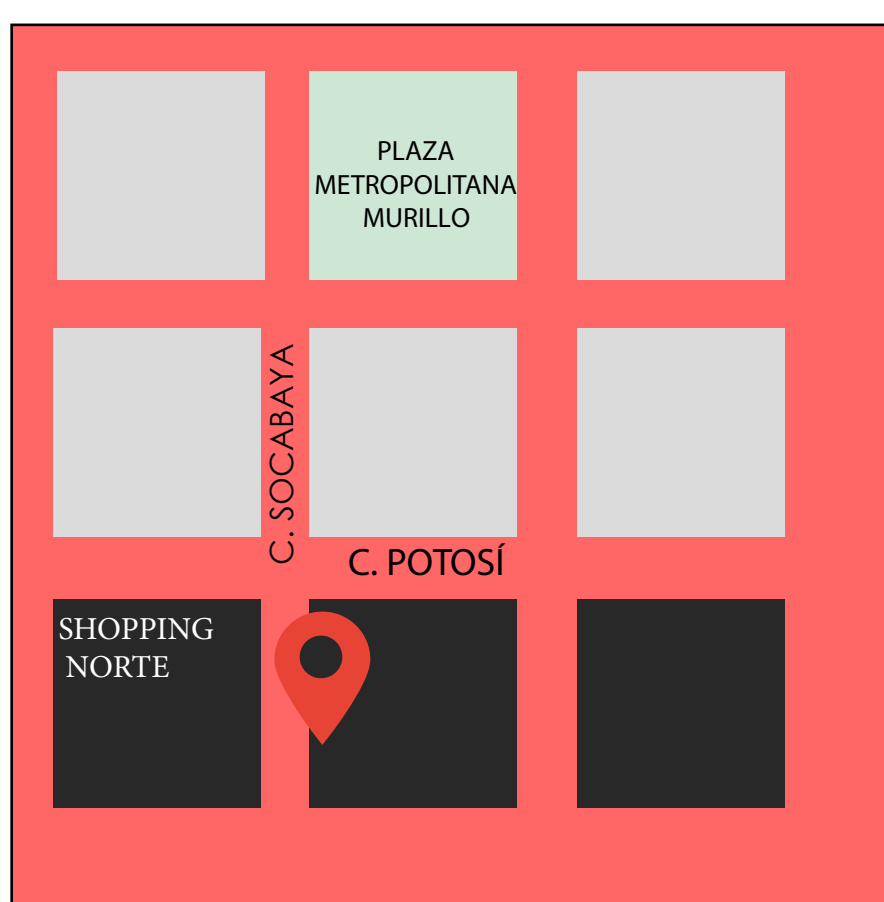 PLAZA
METROPOLITANA
MURILLO
C. SOCABAYA
C. POTOSÍ
SHOPPING
NORTE